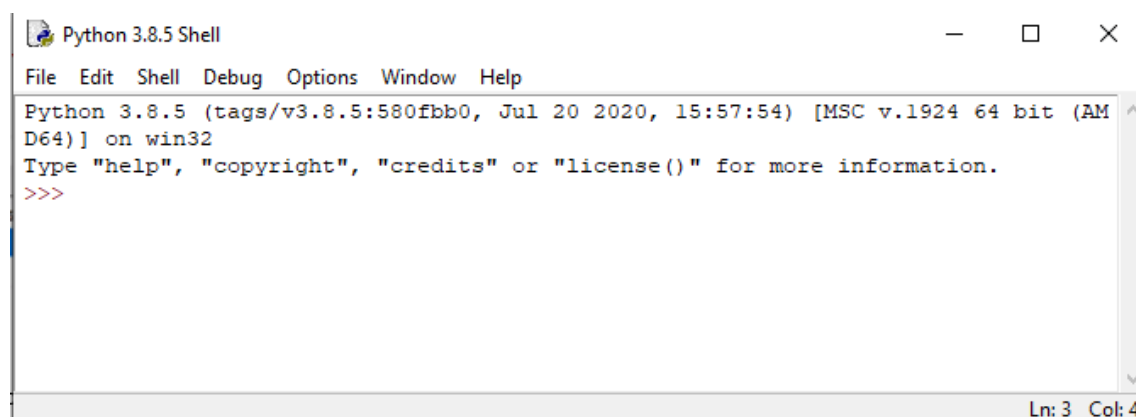 Python 3.8.5 Shell
File Edit Shell Debug Options Window Help
Python 3.8.5 (tags/v3.8.5:580fbb0, Jul 20 2020, 15:57:54) [MSC v.1924 64 bit (AM
D64)] on win32
Type "help", "copyright", "credits" or "license()" for more information.
>>>
Ln: 3 Col: 4